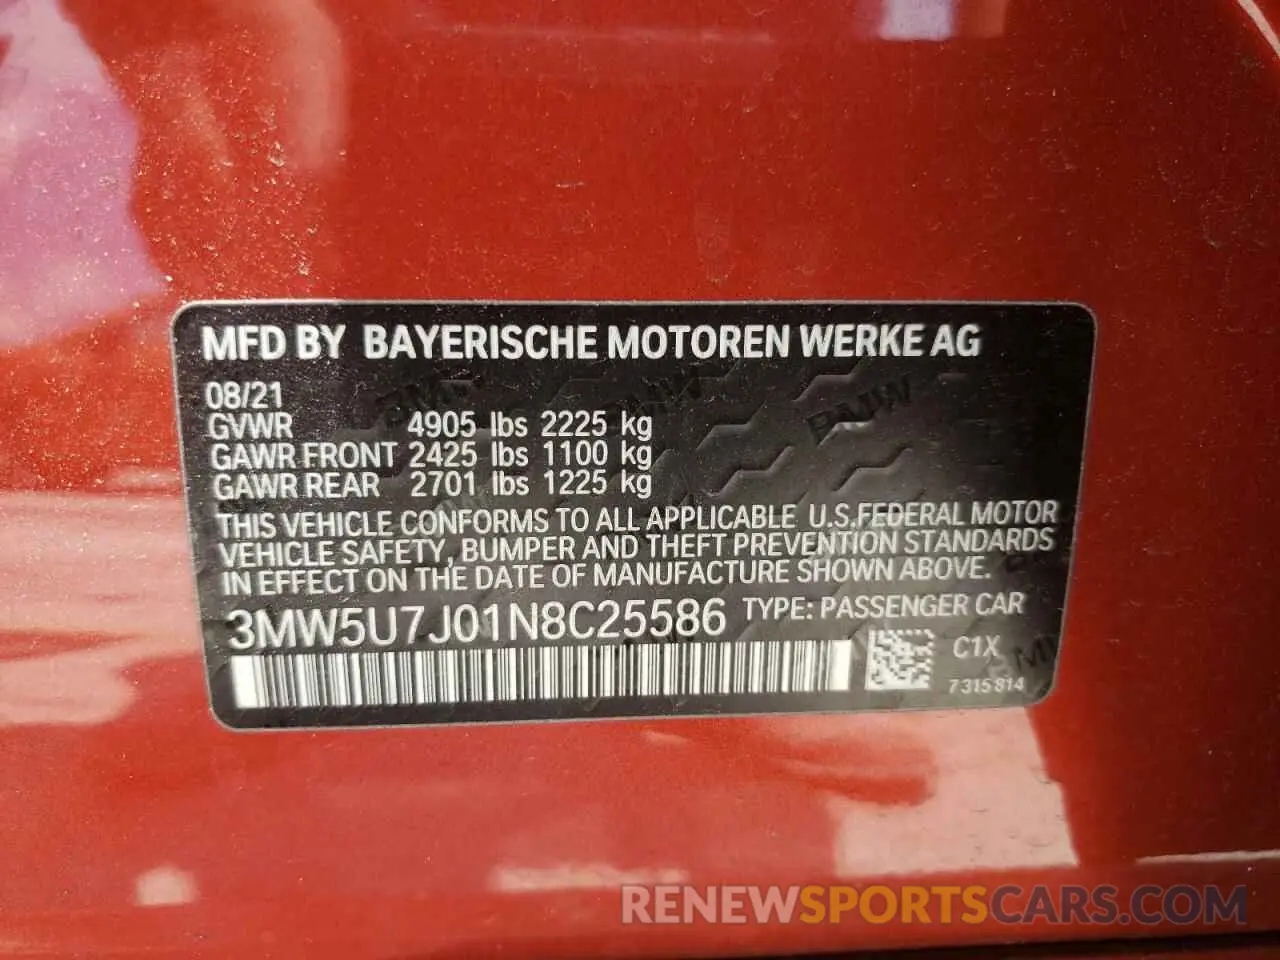 MFD BY BAYERISCHE MOTOREN WERKE AG
08/21
GVWR 4905 lbs 2225 kg
GAWR FRONT 2425 lbs 1100 kg
GAWR REAR 2701 lbs 1225 kg
THIS VEHICLE CONFORMS TO ALL APPLICABLE U.S.FEDERAL MOTOR
VEHICLE SAFETY, BUMPER AND THEFT PREVENTION STANDARDS
IN EFFECT ON THE DATE OF MANUFACTURE SHOWN ABOVE.
3MW5U7J01N8C25586 TYPE: PASSENGER CAR
C1X
7315814
BMW
RENEWSPORTSCARS.COM